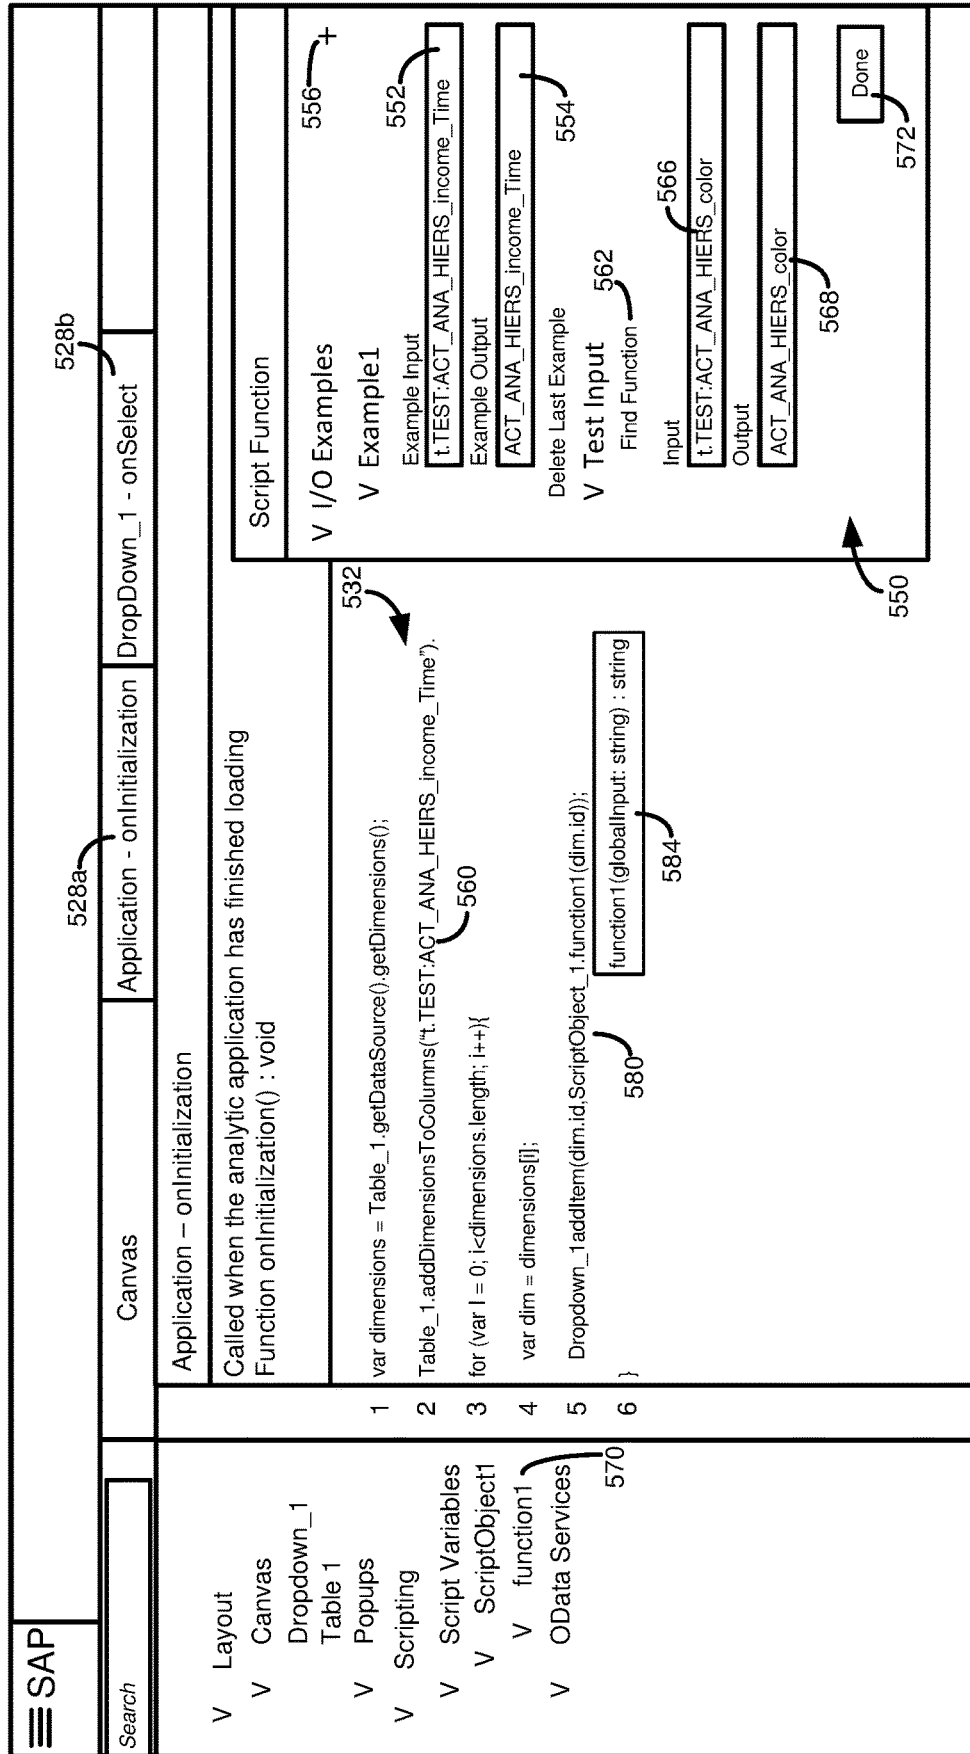 ≡SAP
528a
528b
Search
Canvas
Application - onInitialization
DropDown_1 - onSelect
V Layout
V Canvas
Dropdown_1
Table 1
V Popups
V Scripting
V Script Variables
V ScriptObject1
V function1
570
V OData Services
Application – onInitialization
Called when the analytic application has finished loading
Function onInitialization() : void
532
1 var dimensions = Table_1.getDataSource().getDimensions();
2 Table_1.addDimensionsToColumns(“t.TEST:ACT_ANA_HEIRS_income_Time”).
560
3 for (var I = 0; i<dimensions.length; i++){
4 var dim = dimensions[i];
5 Dropdown_1addItem(dim.id,ScriptObject_1.function1(dim.id));
580
6 }
function1(globalInput: string) : string
584
Script Function
V I/O Examples
556
+
V Example1
Example Input
552
t.TEST:ACT_ANA_HIERS_income_Time
Example Output
ACT_ANA_HIERS_income_Time
554
Delete Last Example
V Test Input
Find Function
562
Input
566
t.TEST:ACT_ANA_HIERS_color
Output
ACT_ANA_HIERS_color
568
Done
572
550